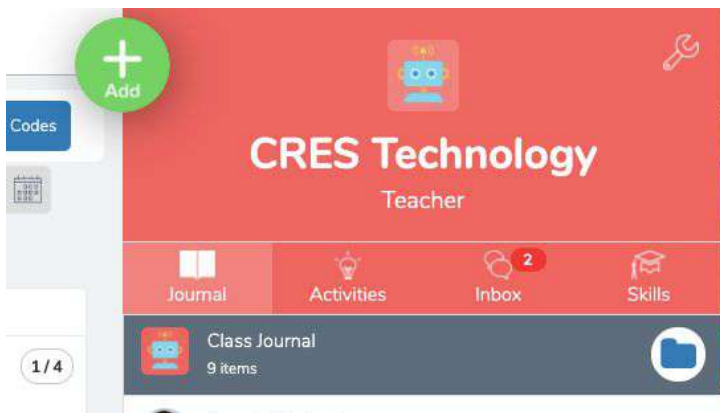 Add
Codes
CRES Technology
Teacher
2
Journal Activities Inbox Skills
Class Journal
9 items
1/4